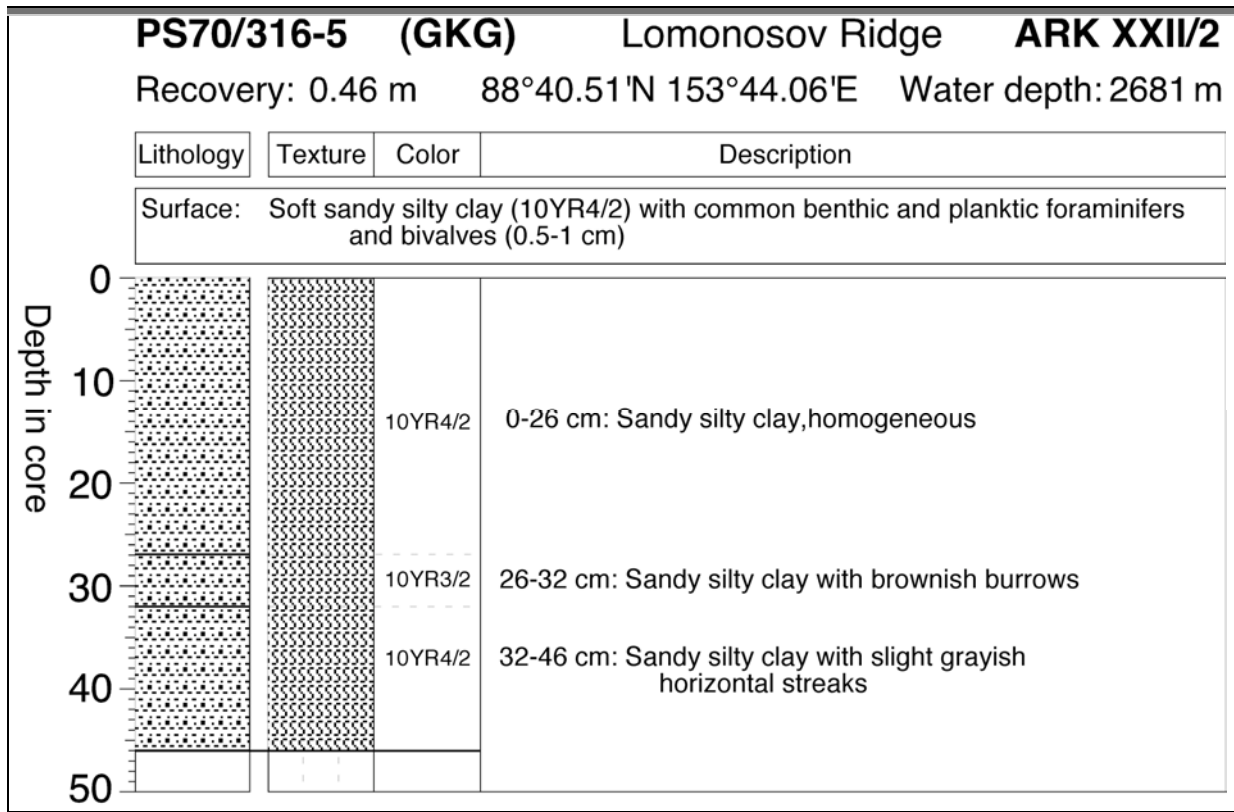 PS70/316-5 (GKG) Lomonosov Ridge ARK XXII/2
Recovery: 0.46 m 88°40.51'N 153°44.06'E Water depth: 2681 m
Lithology Texture Color Description
Surface: Soft sandy silty clay (10YR4/2) with common benthic and planktic foraminifers
and bivalves (0.5-1 cm)
Depth in core
0
10
10YR4/2 0-26 cm: Sandy silty clay,homogeneous
20
30 10YR3/2 26-32 cm: Sandy silty clay with brownish burrows
10YR4/2 32-46 cm: Sandy silty clay with slight grayish
horizontal streaks
40
50